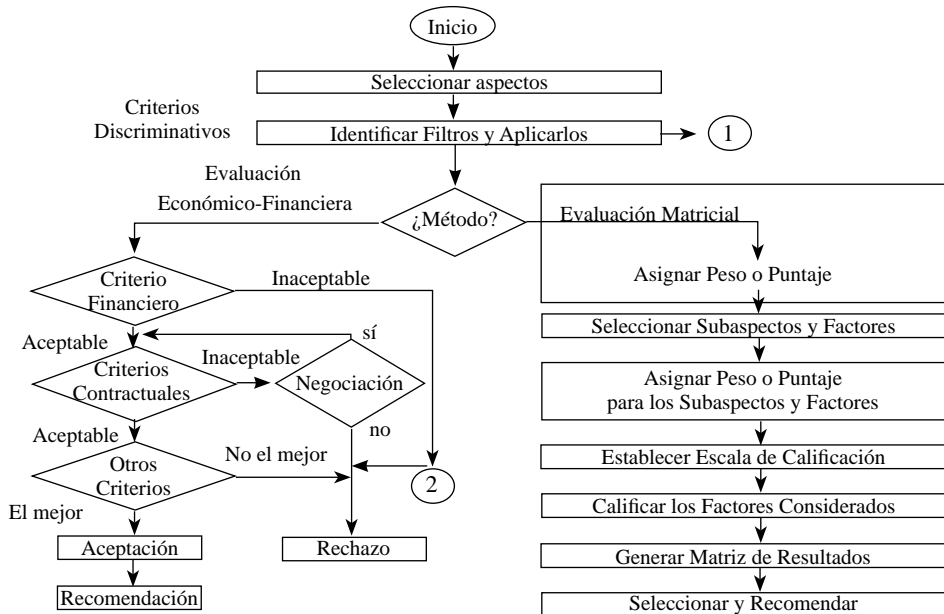 Inicio
Seleccionar aspectos
Criterios
Discriminativos
Identificar Filtros y Aplicarlos
1
Evaluación
Económico-Financiera
¿Método?
Evaluación Matricial
Asignar Peso o Puntaje
Criterio
Financiero
Inaceptable
Seleccionar Subaspectos y Factores
sí
Aceptable
Criterios
Contractuales
Inaceptable
Negociación
Asignar Peso o Puntaje
para los Subaspectos y Factores
no
Aceptable
Otros
Criterios
No el mejor
2
Establecer Escala de Calificación
El mejor
Calificar los Factores Considerados
Aceptación
Rechazo
Generar Matriz de Resultados
Recomendación
Seleccionar y Recomendar